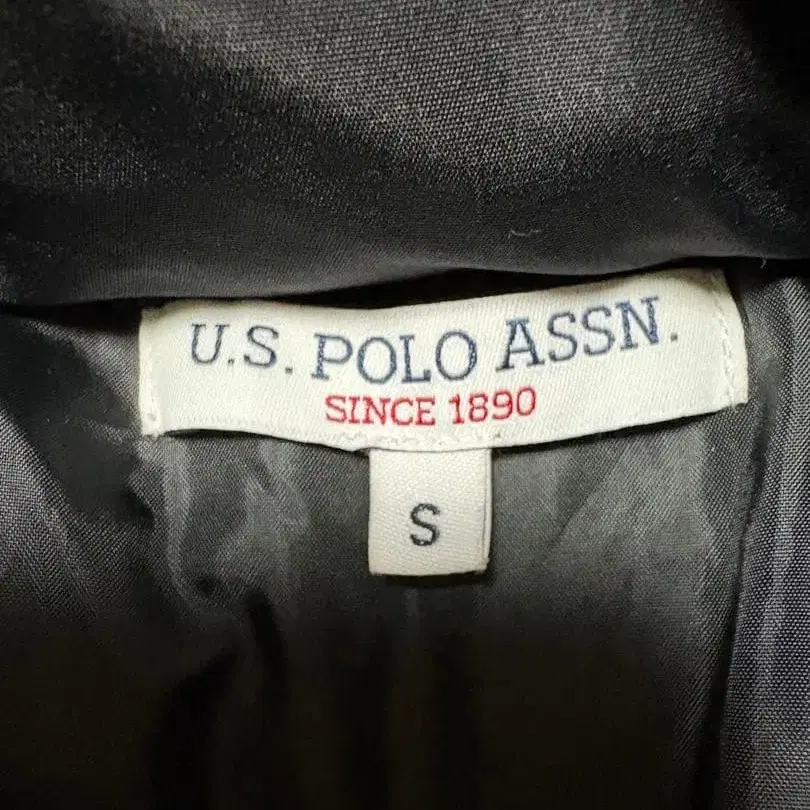 U.S. POLO ASSN.
SINCE 1890
S